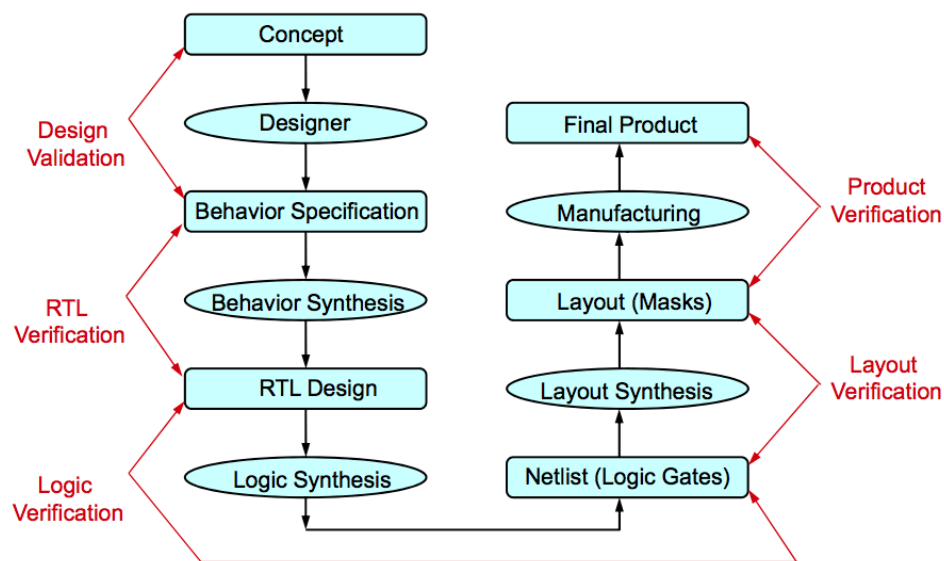 Concept
Designer
Design
Validation
Behavior Specification
Behavior Synthesis
RTL
Verification
RTL Design
Logic Synthesis
Logic
Verification
Final Product
Manufacturing
Product
Verification
Layout (Masks)
Layout Synthesis
Layout
Verification
Netlist (Logic Gates)